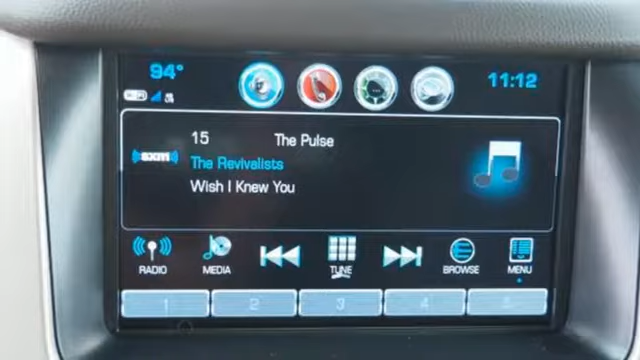 94°
11:12
15 The Pulse
sxm
The Revivalists
Wish I Knew You
RADIO
MEDIA
TUNE
BROWSE
MENU
1 2 3 4 5